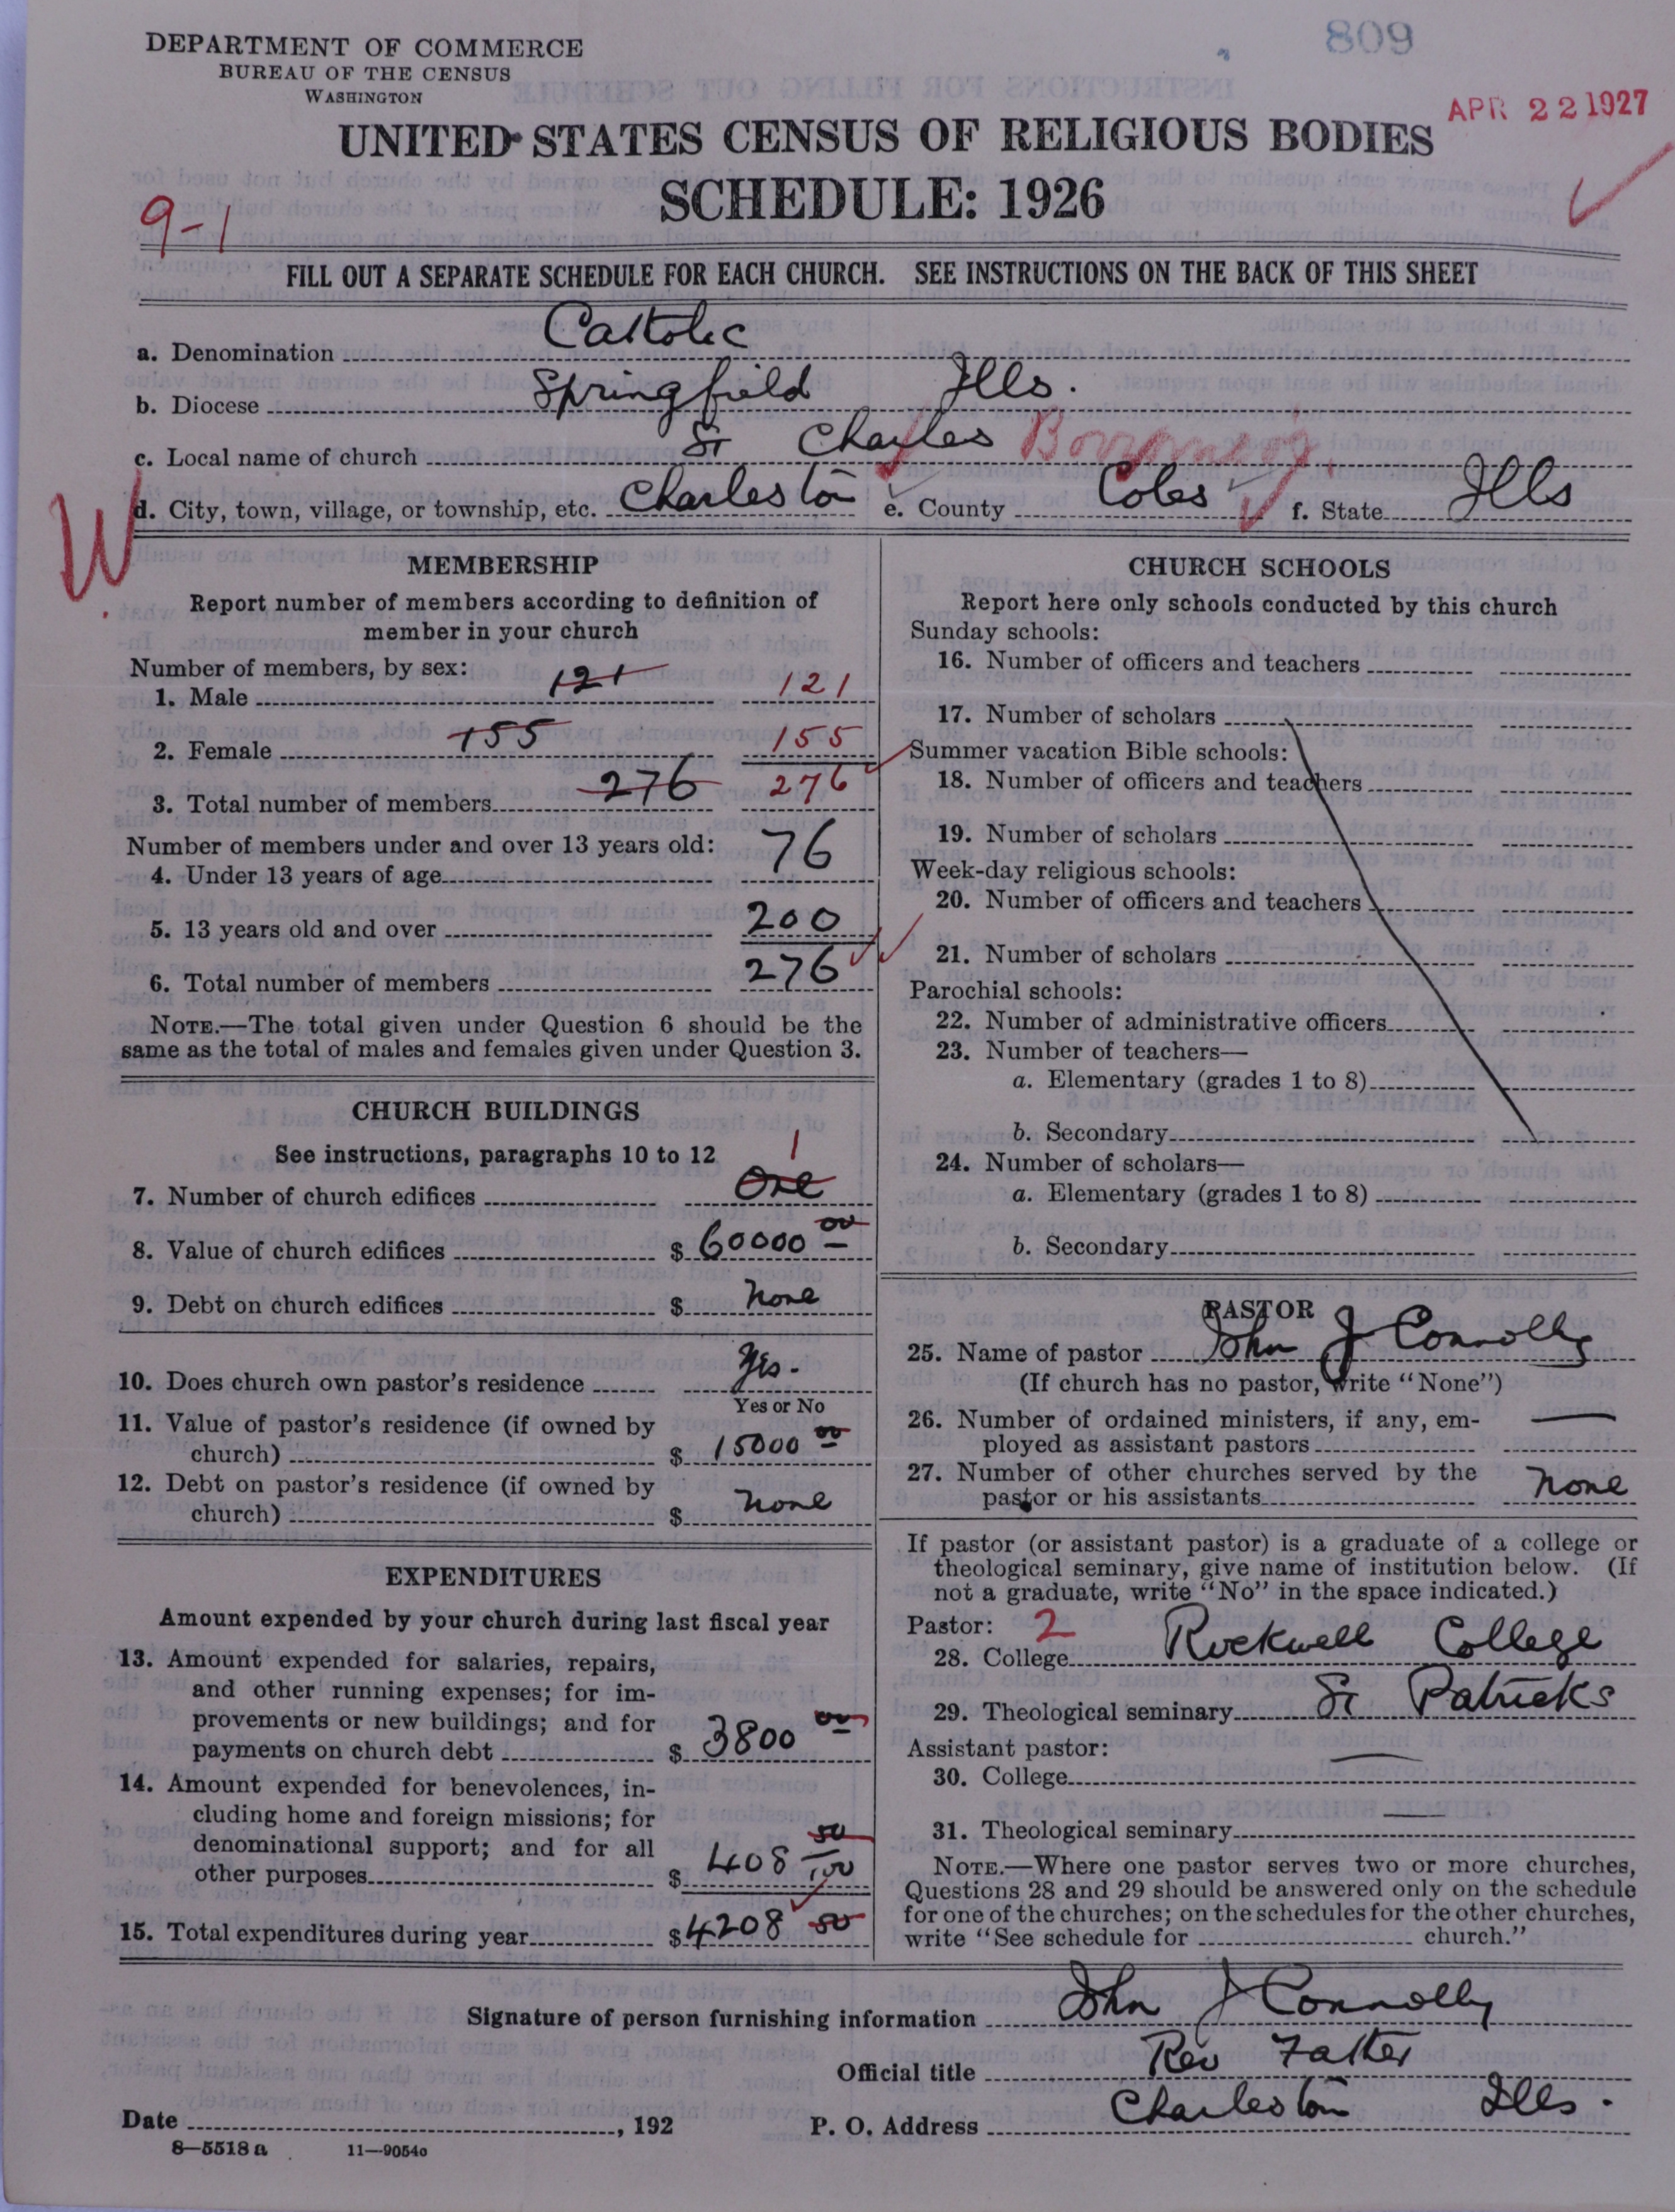 DEPARTMENT OF COMMERCE
BUREAU OF THE CENSUS
WASHINGTON
809
APR 22 1927
UNITED STATES CENSUS OF RELIGIOUS BODIES
SCHEDULE: 1926
9-1
FILL OUT A SEPARATE SCHEDULE FOR EACH CHURCH. SEE INSTRUCTIONS ON THE BACK OF THIS SHEET
a. Denomination Catholic
b. Diocese Springfield Ills.
c. Local name of church St Charles Borromeo
W
d. City, town, village, or township, etc. Charleston e. County Coles f. State Ills
MEMBERSHIP
Report number of members according to definition of
member in your church
Number of members, by sex:
1. Male 121 121
2. Female 155 155
3. Total number of members 276 276
Number of members under and over 13 years old:
4. Under 13 years of age 76
5. 13 years old and over 200
6. Total number of members 276
NOTE.—The total given under Question 6 should be the
same as the total of males and females given under Question 3.
CHURCH BUILDINGS
See instructions, paragraphs 10 to 12
1
7. Number of church edifices One
8. Value of church edifices $ 60000 00
9. Debt on church edifices $ None
10. Does church own pastor's residence Yes.
Yes or No
11. Value of pastor's residence (if owned by
church) $ 15000 00
12. Debt on pastor's residence (if owned by
church) $ None
EXPENDITURES
Amount expended by your church during last fiscal year
13. Amount expended for salaries, repairs,
and other running expenses; for im-
provements or new buildings; and for
payments on church debt $ 3800 00
14. Amount expended for benevolences, in-
cluding home and foreign missions; for
denominational support; and for all
other purposes $ 408 50/100
15. Total expenditures during year $ 4208 50
CHURCH SCHOOLS
Report here only schools conducted by this church
Sunday schools:
16. Number of officers and teachers
17. Number of scholars
Summer vacation Bible schools:
18. Number of officers and teachers
19. Number of scholars
Week-day religious schools:
20. Number of officers and teachers
21. Number of scholars
Parochial schools:
22. Number of administrative officers
23. Number of teachers—
a. Elementary (grades 1 to 8)
b. Secondary
24. Number of scholars—
a. Elementary (grades 1 to 8)
b. Secondary
PASTOR
25. Name of pastor John J Connolly
(If church has no pastor, write "None")
26. Number of ordained ministers, if any, em-
ployed as assistant pastors —
27. Number of other churches served by the
pastor or his assistants None
If pastor (or assistant pastor) is a graduate of a college or
theological seminary, give name of institution below. (If
not a graduate, write "No" in the space indicated.)
Pastor: 2
28. College Rockwell College
29. Theological seminary St Patricks
Assistant pastor:
30. College —
31. Theological seminary —
NOTE.—Where one pastor serves two or more churches,
Questions 28 and 29 should be answered only on the schedule
for one of the churches; on the schedules for the other churches,
write "See schedule for church."
Signature of person furnishing information John J Connolly
Official title Rev Father
Date , 192 P. O. Address Charleston Ills.
8—5518 a 11—9054o